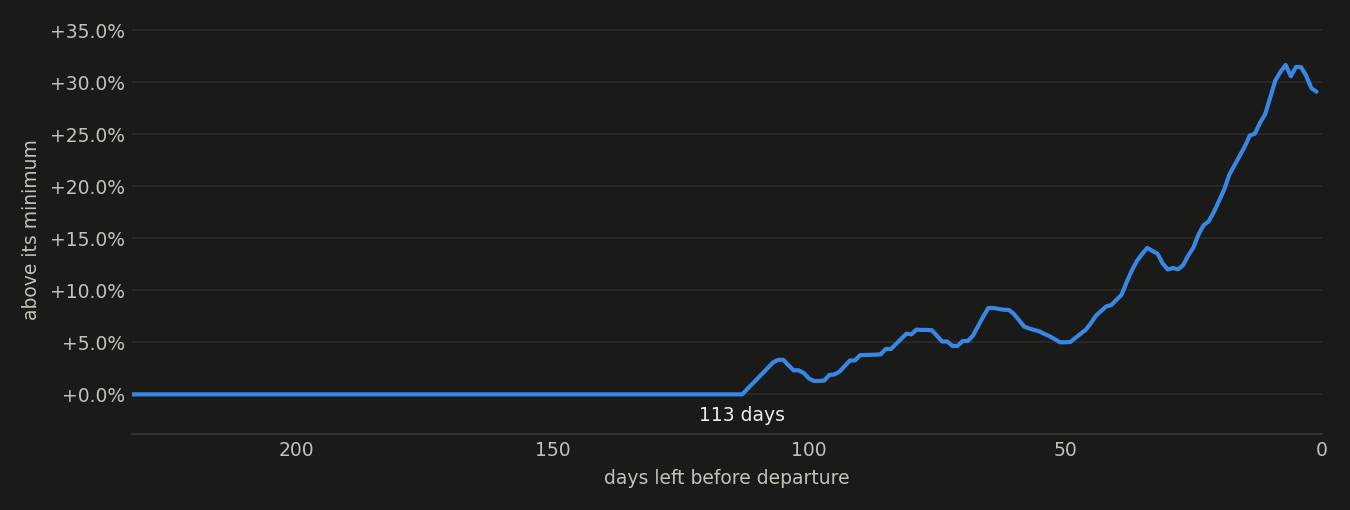 +35.0%
+30.0%
+25.0%
+20.0%
+15.0%
+10.0%
+5.0%
+0.0%
above its minimum
113 days
200 150 100 50 0
days left before departure